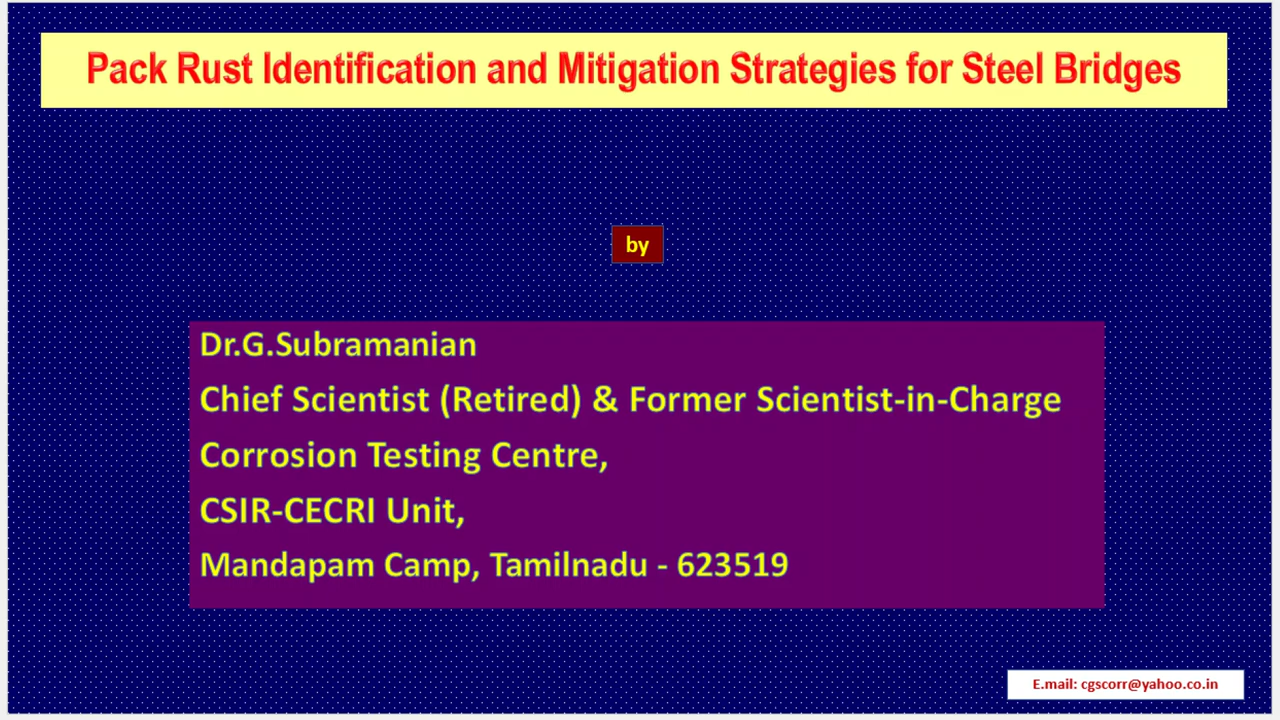 Pack Rust Identification and Mitigation Strategies for Steel Bridges
by
Dr.G.Subramanian
Chief Scientist (Retired) & Former Scientist-in-Charge
Corrosion Testing Centre,
CSIR-CECRI Unit,
Mandapam Camp, Tamilnadu - 623519
E.mail: cgscorr@yahoo.co.in